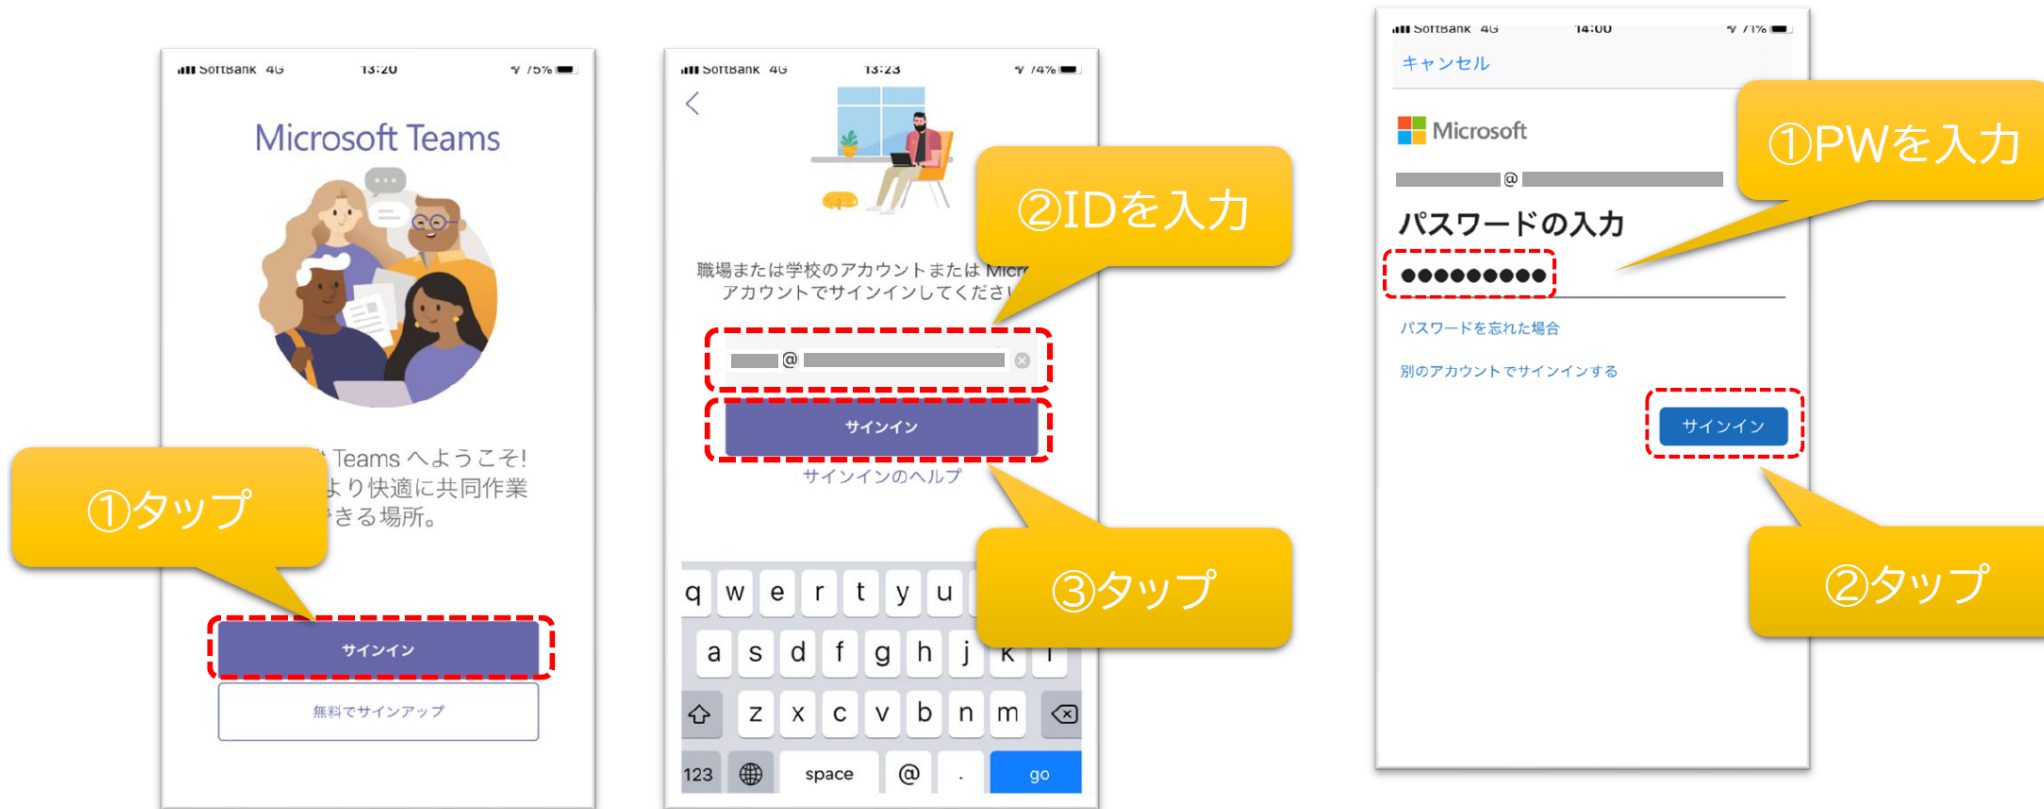 SoftBank 4G 13:20 75%
Microsoft Teams
Teams へようこそ!
より快適に共同作業
できる場所。
①タップ
サインイン
無料でサインアップ
SoftBank 4G 13:23 74%
②IDを入力
職場または学校のアカウントまたは Micr
アカウントでサインインしてくださ
@
サインイン
サインインのヘルプ
③タップ
q w e r t y u
a s d f g h j k l
z x c v b n m
123 space @ . go
SoftBank 4G 14:00 71%
キャンセル
Microsoft
①PWを入力
@
パスワードの入力
パスワードを忘れた場合
別のアカウントでサインインする
サインイン
②タップ